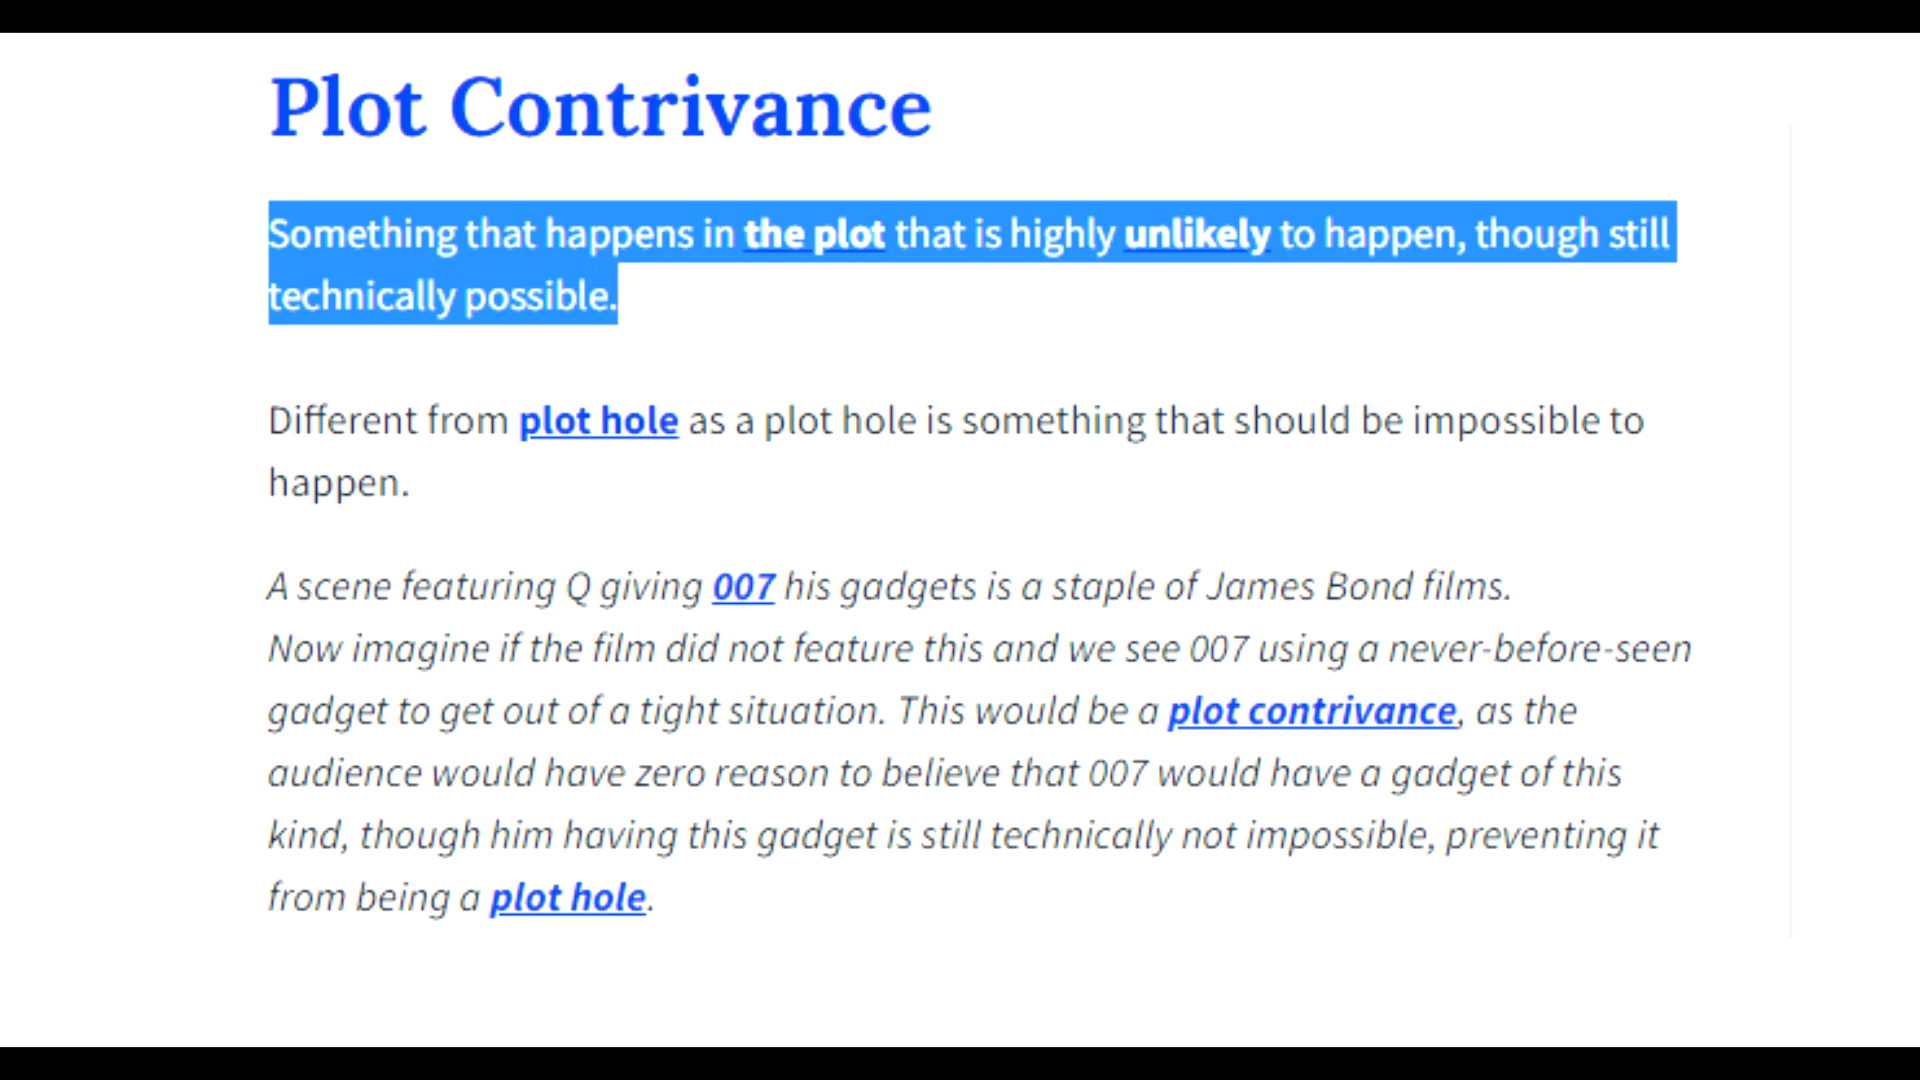 Plot Contrivance
Something that happens in the plot that is highly unlikely to happen, though still
technically possible.
Different from plot hole as a plot hole is something that should be impossible to
happen.
A scene featuring Q giving 007 his gadgets is a staple of James Bond films.
Now imagine if the film did not feature this and we see 007 using a never-before-seen
gadget to get out of a tight situation. This would be a plot contrivance, as the
audience would have zero reason to believe that 007 would have a gadget of this
kind, though him having this gadget is still technically not impossible, preventing it
from being a plot hole.